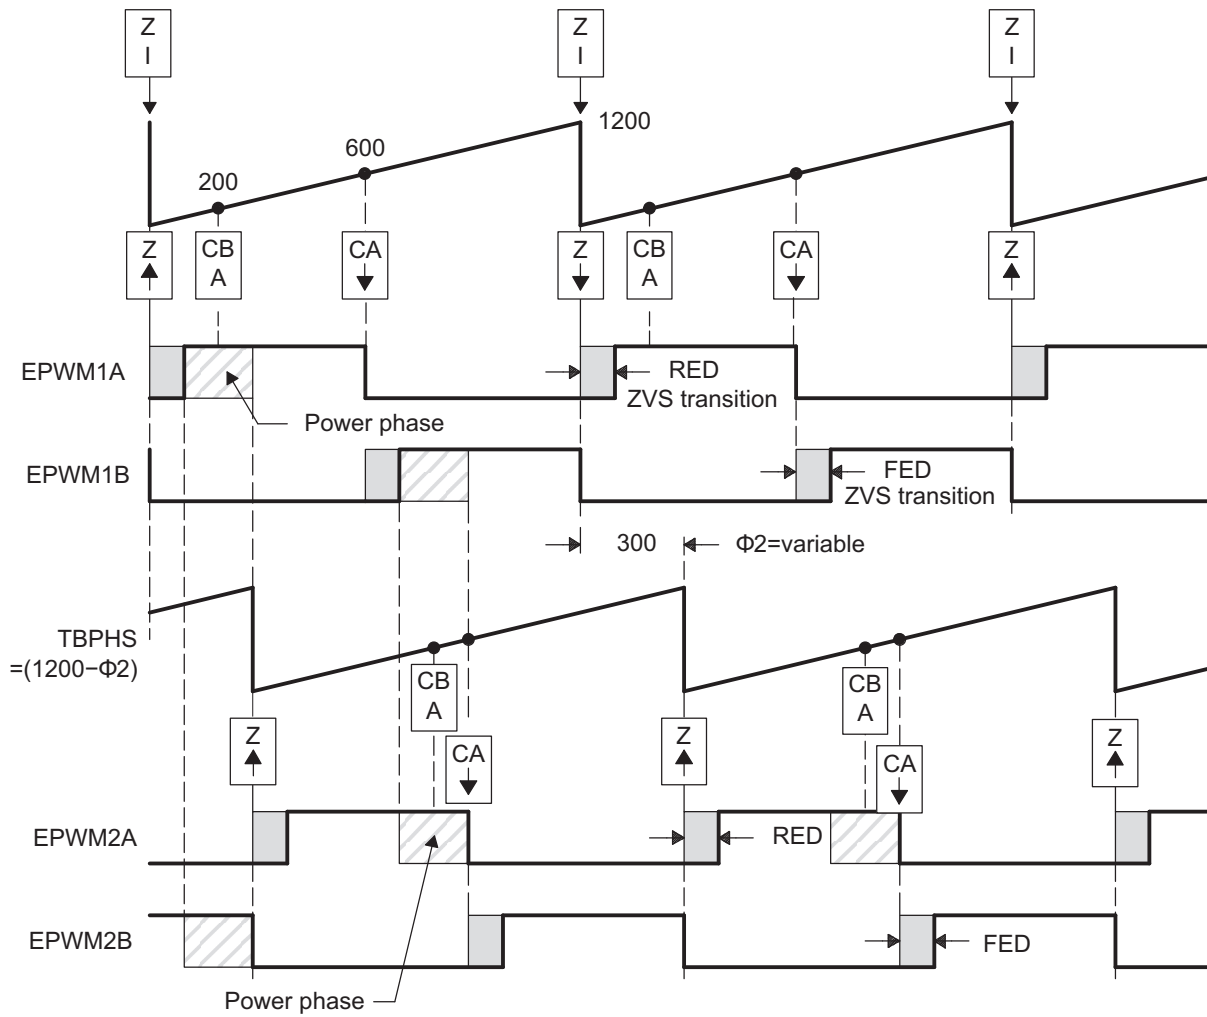 Z
I
Z
I
Z
I
1200
600
200
Z
CB
A
CA
Z
CB
A
CA
Z
EPWM1A
RED
ZVS transition
Power phase
EPWM1B
FED
ZVS transition
300
Φ2=variable
TBPHS
=(1200−Φ2)
CB
A
CB
A
Z
CA
Z
CA
Z
EPWM2A
RED
EPWM2B
FED
Power phase